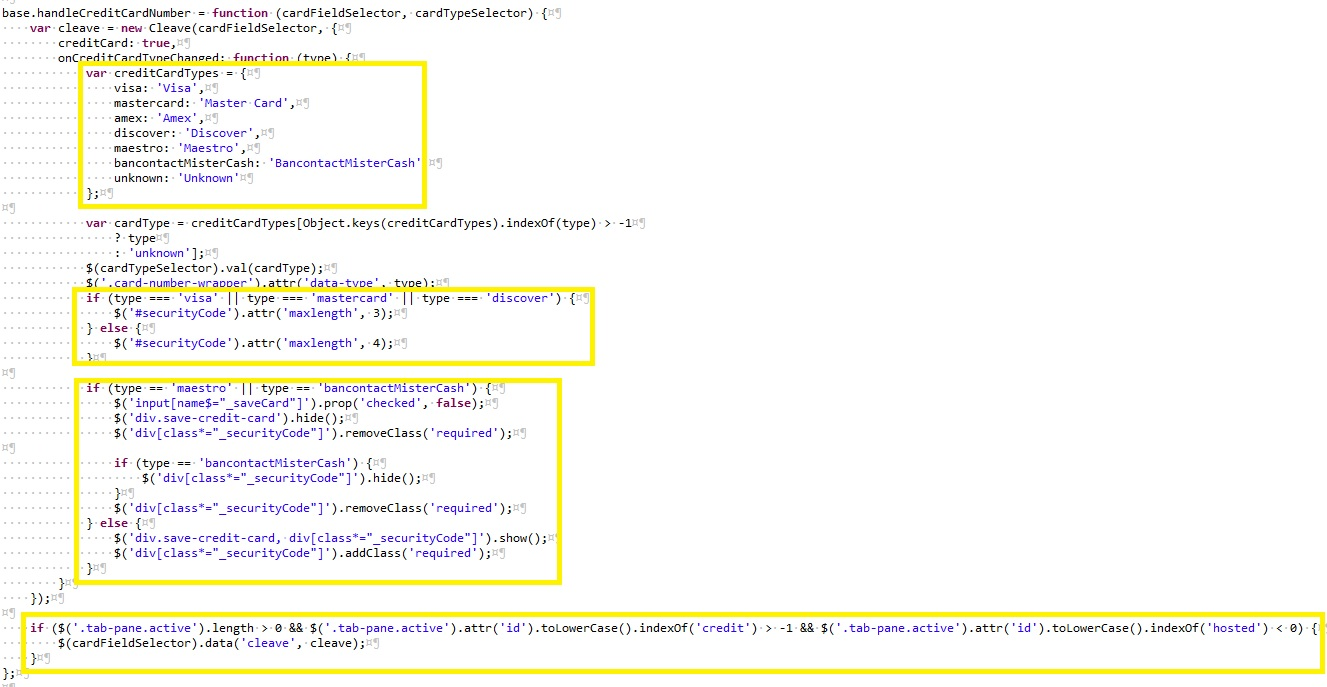 base.handleCreditCardNumber = function (cardFieldSelector, cardTypeSelector) {
    var cleave = new Cleave(cardFieldSelector, {
        creditCard: true,
        onCreditCardTypeChanged: function (type) {
            var creditCardTypes = {
                visa: 'Visa',
                mastercard: 'Master Card',
                amex: 'Amex',
                discover: 'Discover',
                maestro: 'Maestro',
                bancontactMisterCash: 'BancontactMisterCash'
                unknown: 'Unknown'
            };

            var cardType = creditCardTypes[Object.keys(creditCardTypes).indexOf(type) > -1
                ? type
                : 'unknown'];
            $(cardTypeSelector).val(cardType);
            $('.card-number-wrapper').attr('data-type', type);
            if (type === 'visa' || type === 'mastercard' || type === 'discover') {
                $('#securityCode').attr('maxlength', 3);
            } else {
                $('#securityCode').attr('maxlength', 4);
            }

            if (type == 'maestro' || type == 'bancontactMisterCash') {
                $('input[name$="_saveCard"]').prop('checked', false);
                $('div.save-credit-card').hide();
                $('div[class*="_securityCode"]').removeClass('required');

                if (type == 'bancontactMisterCash') {
                    $('div[class*="_securityCode"]').hide();
                }
                $('div[class*="_securityCode"]').removeClass('required');
            } else {
                $('div.save-credit-card, div[class*="_securityCode"]').show();
                $('div[class*="_securityCode"]').addClass('required');
            }
        }
    });

    if ($('.tab-pane.active').length > 0 && $('.tab-pane.active').attr('id').toLowerCase().indexOf('credit') > -1 && $('.tab-pane.active').attr('id').toLowerCase().indexOf('hosted') < 0) {
        $(cardFieldSelector).data('cleave', cleave);
    }
};